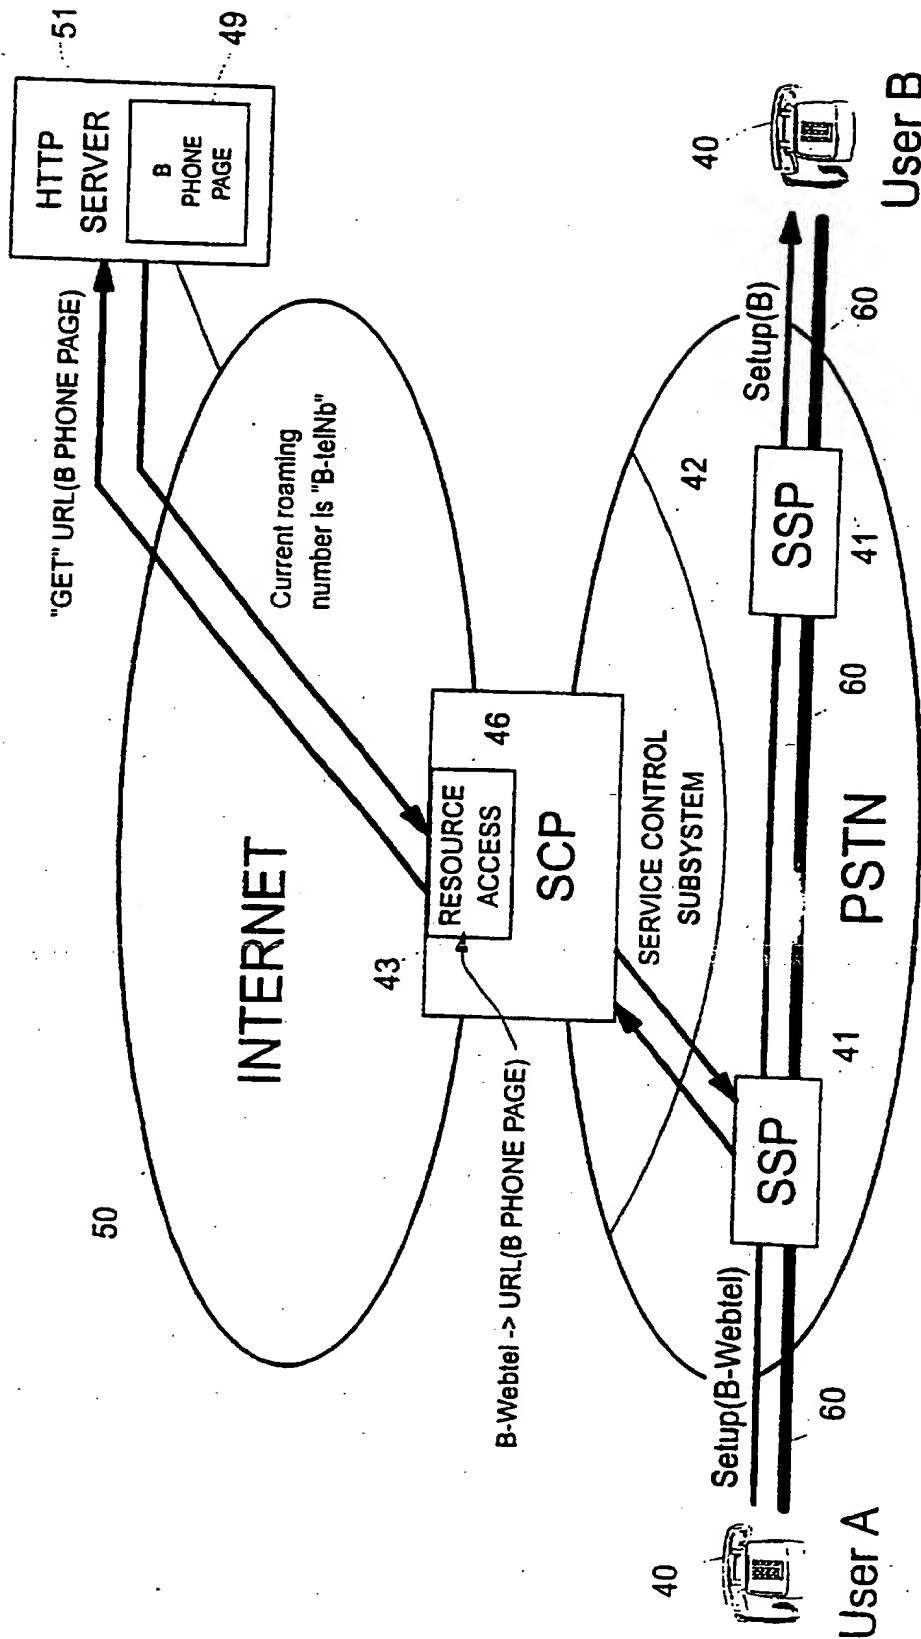 51
HTTP
SERVER
49
B
PHONE
PAGE
"GET" URL(B PHONE PAGE)
Current roaming
number is "B-telNb"
50
INTERNET
43
RESOURCE
ACCESS
46
SCP
B-Webtel -> URL(B PHONE PAGE)
SERVICE CONTROL
SUBSYSTEM
42
Setup(B-Webtel)
SSP
41
60
SSP
41
Setup(B)
60
60
PSTN
40
User A
40
User B